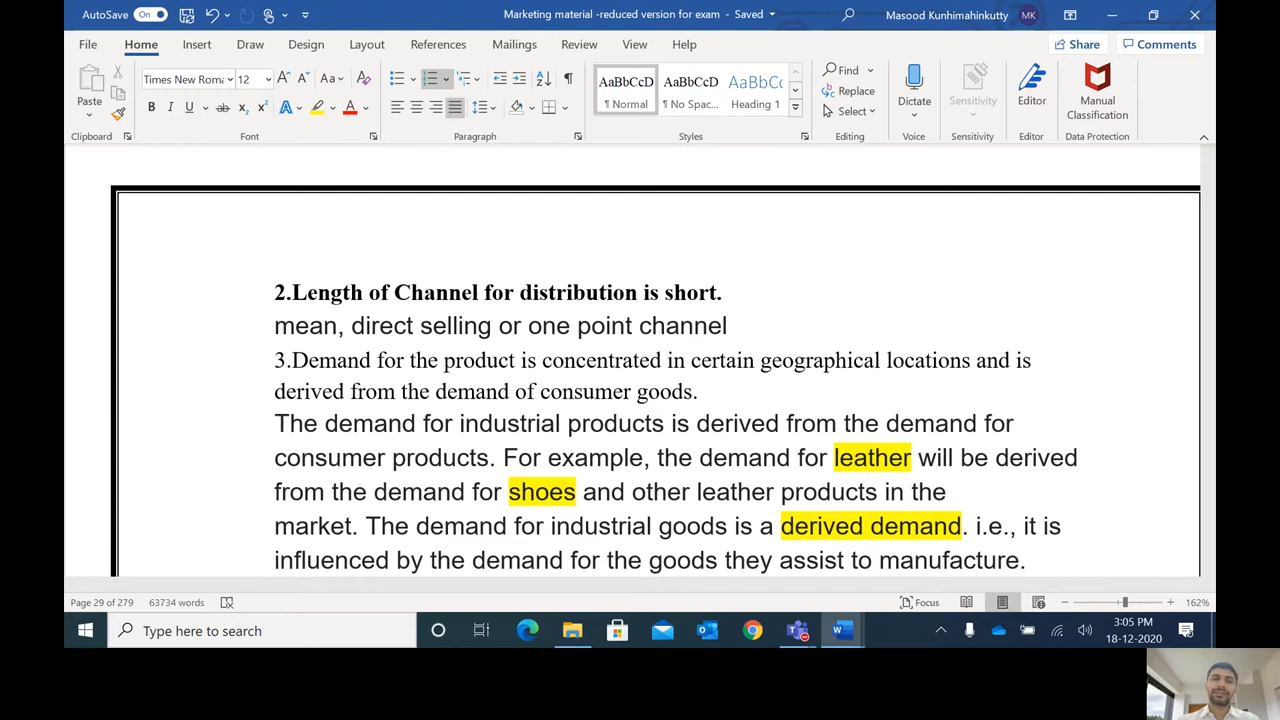 AutoSave On Marketing material -reduced version for exam - Saved Masood Kunhimahinkutty MK
File Home Insert Draw Design Layout References Mailings Review View Help Share Comments
Times New Roma 12 Aa AaBbCcD AaBbCcD AaBbCc Find
Paste Replace Dictate Sensitivity Editor Manual Classification
B I U ab x₂ x² A A ¶ Normal ¶ No Spac... Heading 1 Select
Clipboard Font Paragraph Styles Editing Voice Sensitivity Editor Data Protection
2.Length of Channel for distribution is short.
mean, direct selling or one point channel
3.Demand for the product is concentrated in certain geographical locations and is
derived from the demand of consumer goods.
The demand for industrial products is derived from the demand for
consumer products. For example, the demand for leather will be derived
from the demand for shoes and other leather products in the
market. The demand for industrial goods is a derived demand. i.e., it is
influenced by the demand for the goods they assist to manufacture.
Page 29 of 279 63734 words Focus 162%
Type here to search 3:05 PM
18-12-2020